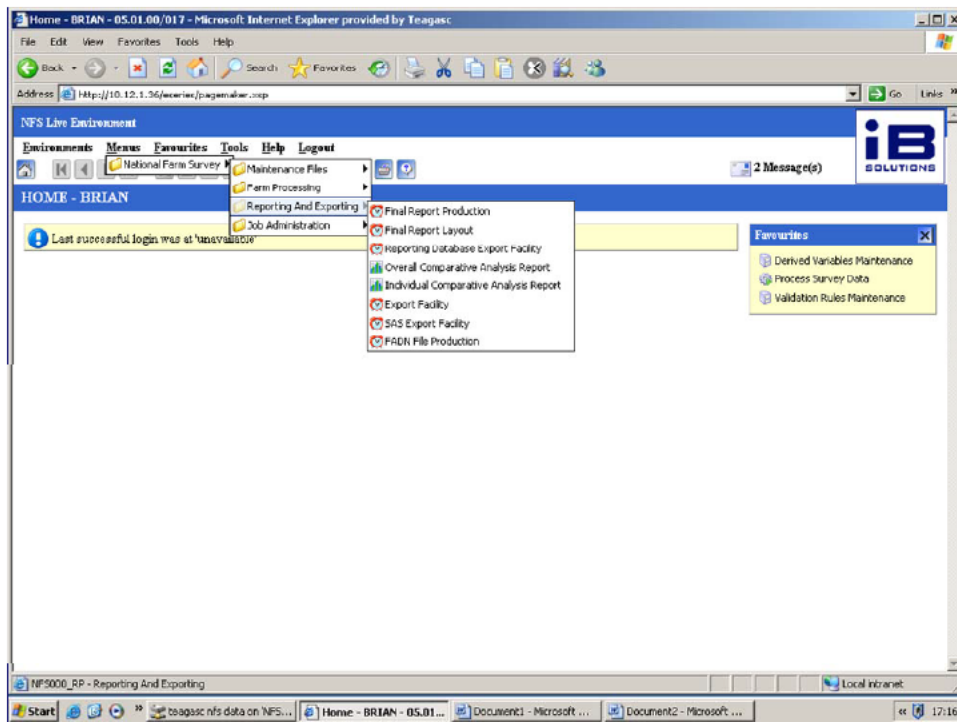 Home - BRIAN - 05.01.00/017 - Microsoft Internet Explorer provided by Teagasc
File Edit View Favorites Tools Help
Back Search Favorites
Address http://10.12.1.36/eseries/pagemaker.xsp Go Links »
NFS Live Environment
Environments Menus Favourites Tools Help Logout
iB SOLUTIONS
National Farm Survey
Maintenance Files
2 Message(s)
Farm Processing
HOME - BRIAN
Reporting And Exporting
Job Administration
Final Report Production
Final Report Layout
Reporting Database Export Facility
Overall Comparative Analysis Report
Individual Comparative Analysis Report
Export Facility
SAS Export Facility
FADN File Production
Last successful login was at 'unavailable'
Favourites
Derived Variables Maintenance
Process Survey Data
Validation Rules Maintenance
NFS000_RP - Reporting And Exporting
Local intranet
Start » teagasc nfs data on 'NFS... Home - BRIAN - 05.01... Document1 - Microsoft ... Document2 - Microsoft ... « 17:16